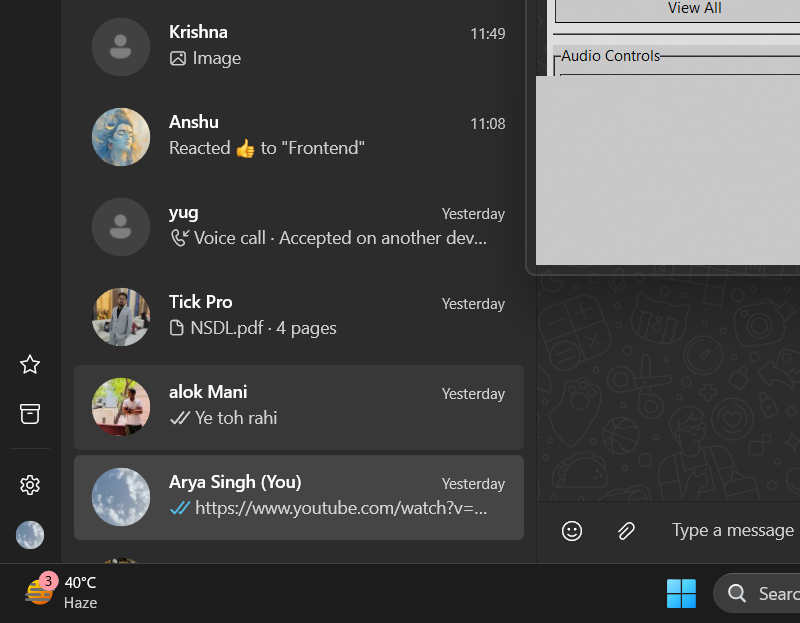 Krishna 11:49
Image
Anshu 11:08
Reacted 👍 to "Frontend"
yug Yesterday
Voice call · Accepted on another dev...
Tick Pro Yesterday
NSDL.pdf · 4 pages
alok Mani Yesterday
Ye toh rahi
Arya Singh (You) Yesterday
https://www.youtube.com/watch?v=...
View All
Audio Controls
Type a message
3
40°C
Haze
Searc